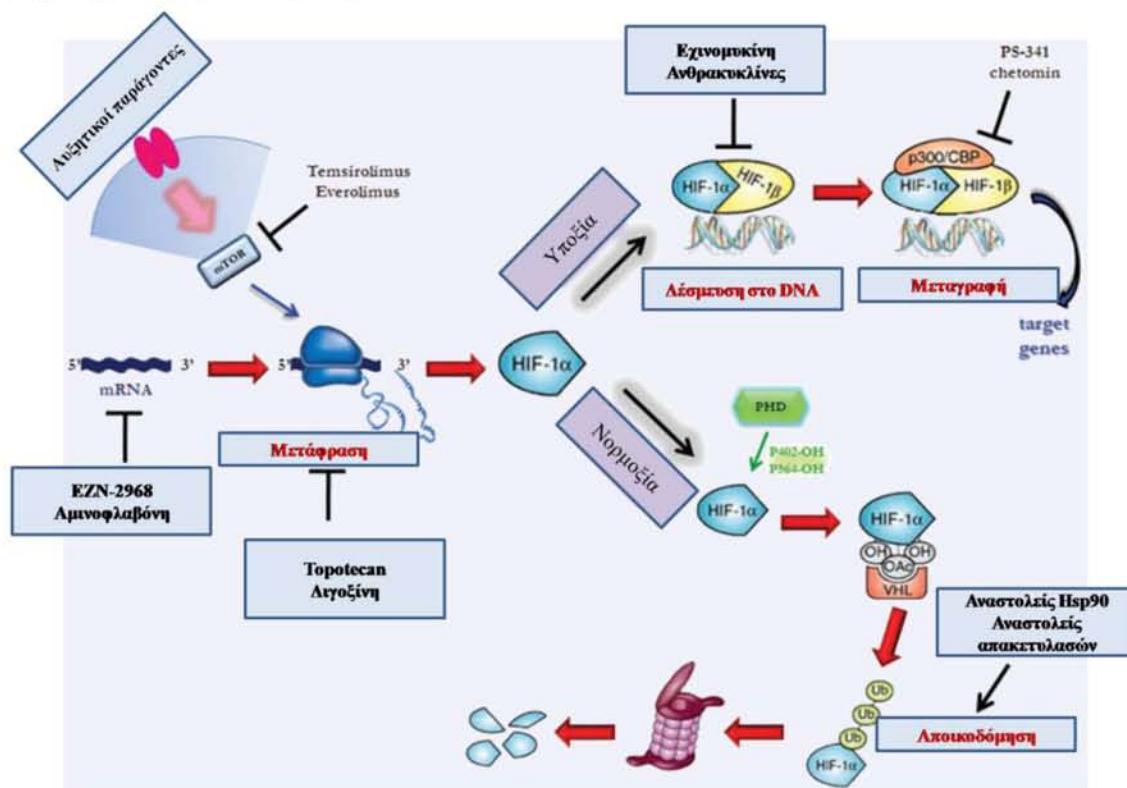 Αυξητικοί παράγοντες
Temsirolimus
Everolimus
mTOR
Εχινομυκίνη
Ανθρακυκλίνες
PS-341
chetomin
HIF-1α
HIF-1β
p300/CBP
HIF-1α
HIF-1β
Υποξία
Δέσμευση στο DNA
Μεταγραφή
target
genes
5'
3'
mRNA
5'
3'
HIF-1α
Μετάφραση
Νορμοξία
PHD
P402-OH
P564-OH
EZN-2968
Αμινοφλαβόνη
HIF-1α
HIF-1α
OH
OH
OAc
VHL
Topotecan
Διγοξίνη
Αναστολείς Hsp90
Αναστολείς
απακετυλασών
Ub
Ub
Ub
Αποικοδόμηση
HIF-1α